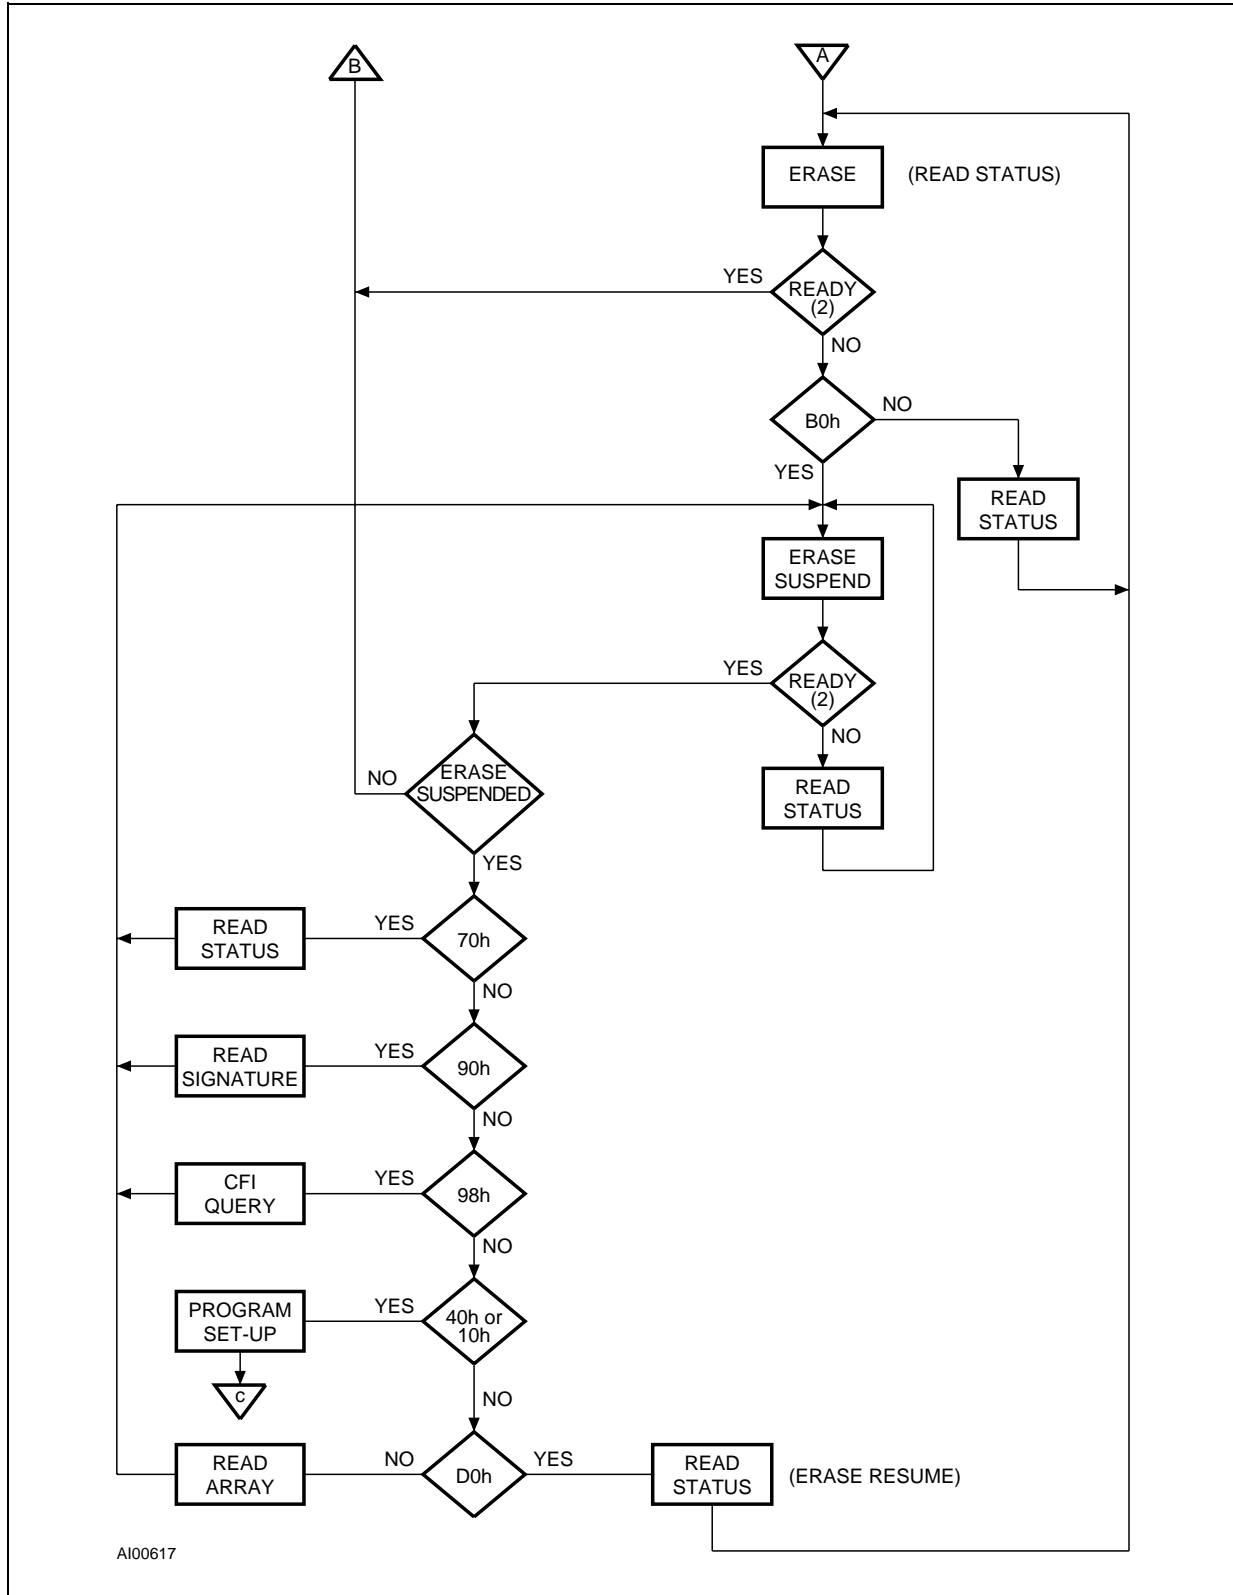 B
A
ERASE
(READ STATUS)
YES
READY
(2)
NO
B0h
NO
YES
READ
STATUS
ERASE
SUSPEND
YES
READY
(2)
NO
ERASE
SUSPENDED
NO
READ
STATUS
YES
READ
STATUS
YES
70h
NO
READ
SIGNATURE
YES
90h
NO
CFI
QUERY
YES
98h
NO
PROGRAM
SET-UP
YES
40h or
10h
c
NO
READ
ARRAY
NO
D0h
YES
READ
STATUS
(ERASE RESUME)
AI00617